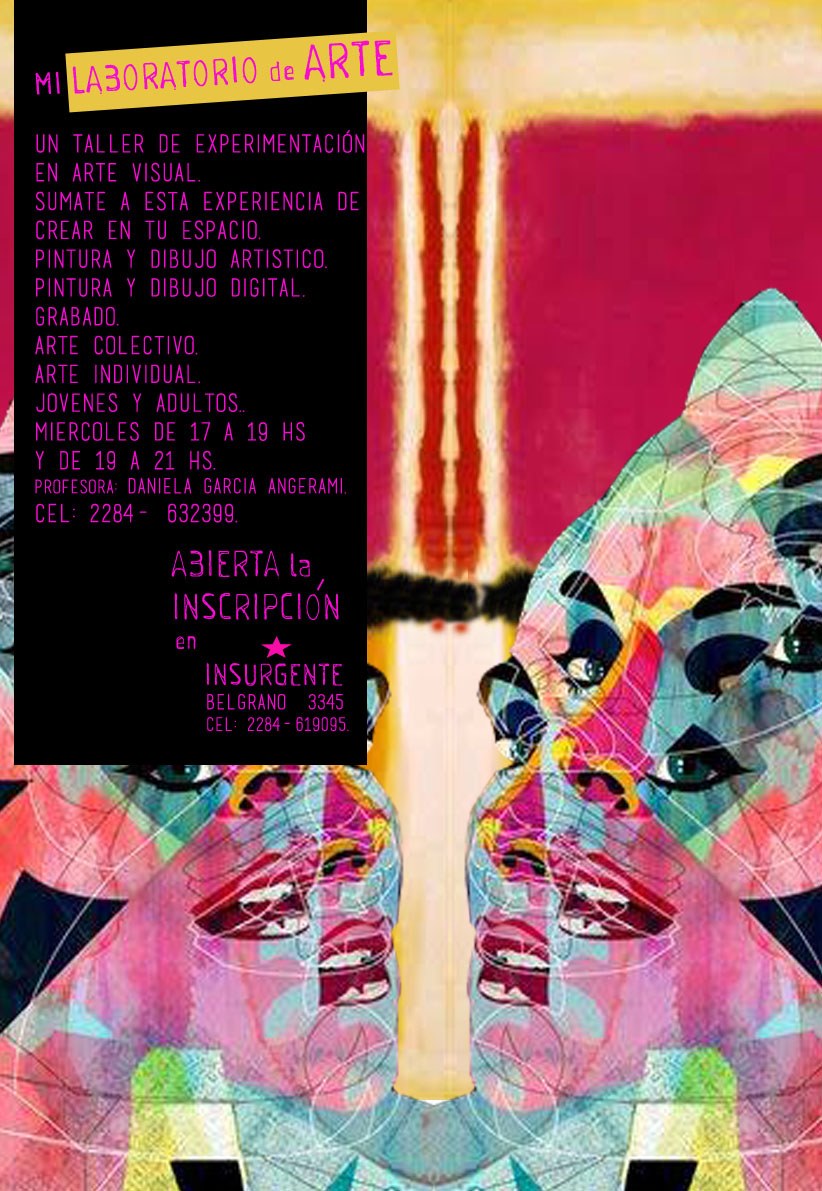 MI LABORATORIO de ARTE
UN TALLER DE EXPERIMENTACIÓN
EN ARTE VISUAL.
SUMATE A ESTA EXPERIENCIA DE
CREAR EN TU ESPACIO.
PINTURA Y DIBUJO ARTISTICO.
PINTURA Y DIBUJO DIGITAL.
GRABADO.
ARTE COLECTIVO.
ARTE INDIVIDUAL.
JOVENES Y ADULTOS..
MIERCOLES DE 17 A 19 HS
Y DE 19 A 21 HS.
PROFESORA: DANIELA GARCIA ANGERAMI.
CEL: 2284- 632399.
ABIERTA la
INSCRIPCIÓN
en
INSURGENTE
BELGRANO 3345
CEL: 2284-619095.